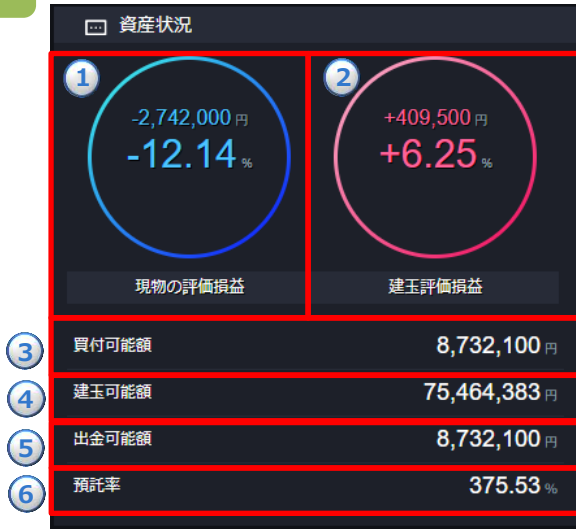 資産状況
1
-2,742,000 円
-12.14 %
現物の評価損益
2
+409,500 円
+6.25 %
建玉評価損益
3
買付可能額 8,732,100 円
4
建玉可能額 75,464,383 円
5
出金可能額 8,732,100 円
6
預託率 375.53 %